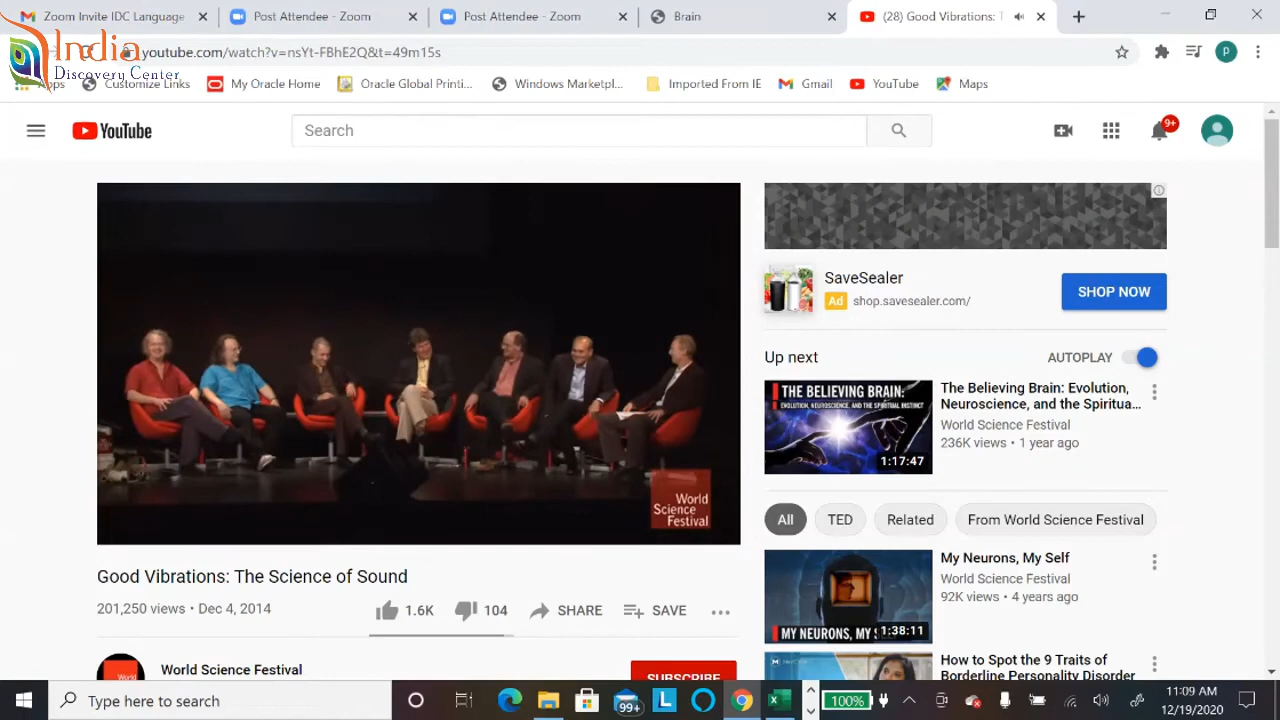 Zoom Invite IDC Language
Post Attendee - Zoom
Post Attendee - Zoom
Brain
(28) Good Vibrations: T
India
Discovery Center
youtube.com/watch?v=nsYt-FBhE2Q&t=49m15s
Apps
Customize Links
My Oracle Home
Oracle Global Printi...
Windows Marketpl...
Imported From IE
Gmail
YouTube
Maps
YouTube
Search
9+
World
Science
Festival
SaveSealer
Ad
shop.savesealer.com/
SHOP NOW
Up next
AUTOPLAY
THE BELIEVING BRAIN:
EVOLUTION, NEUROSCIENCE, AND THE SPIRITUAL INSTINCT
1:17:47
The Believing Brain: Evolution,
Neuroscience, and the Spiritua...
World Science Festival
236K views • 1 year ago
All
TED
Related
From World Science Festival
MY NEURONS, MY
1:38:11
My Neurons, My Self
World Science Festival
92K views • 4 years ago
How to Spot the 9 Traits of
Borderline Personality Disorder
Good Vibrations: The Science of Sound
201,250 views • Dec 4, 2014
1.6K
104
SHARE
SAVE
World
World Science Festival
SUBSCRIBE
Type here to search
99+
L
100%
11:09 AM
12/19/2020